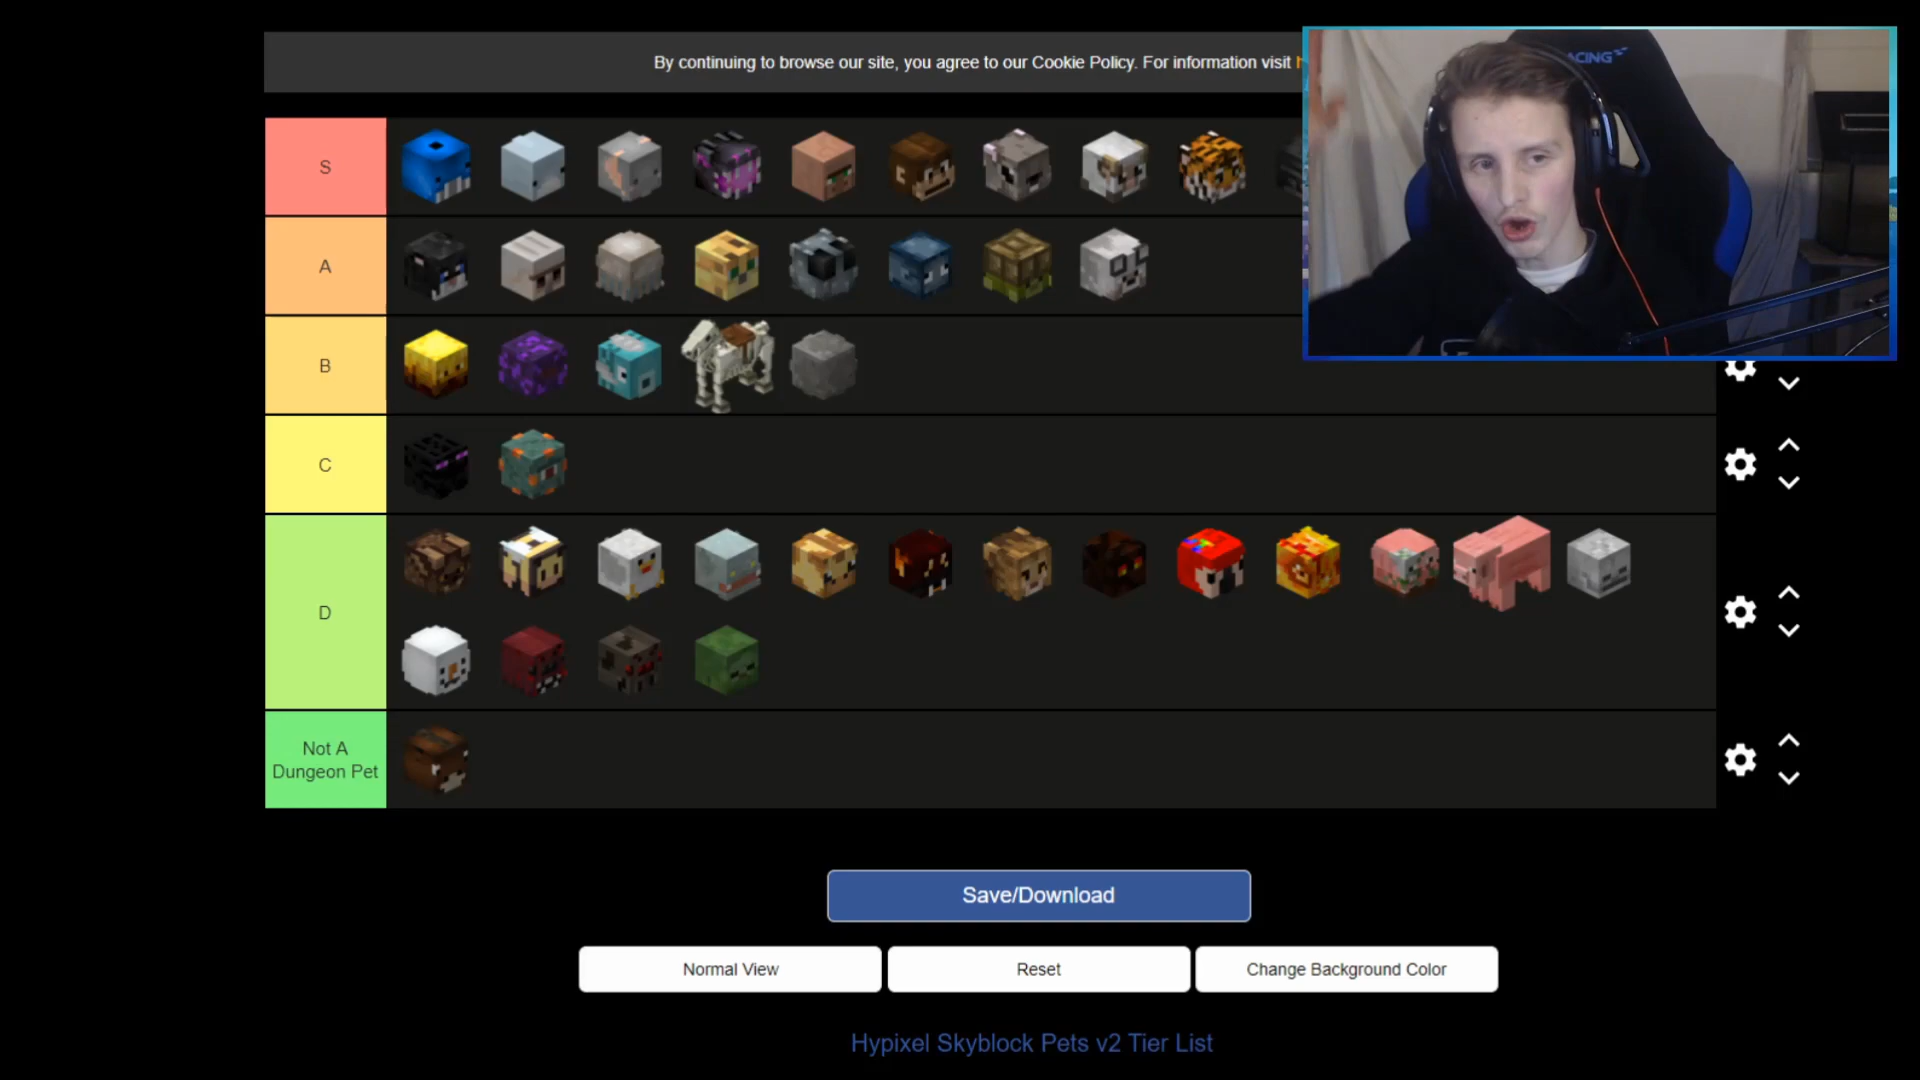 By continuing to browse our site, you agree to our Cookie Policy. For information visit
ACING
S
A
B
C
D
Not A
Dungeon Pet
Save/Download
Normal View
Reset
Change Background Color
Hypixel Skyblock Pets v2 Tier List